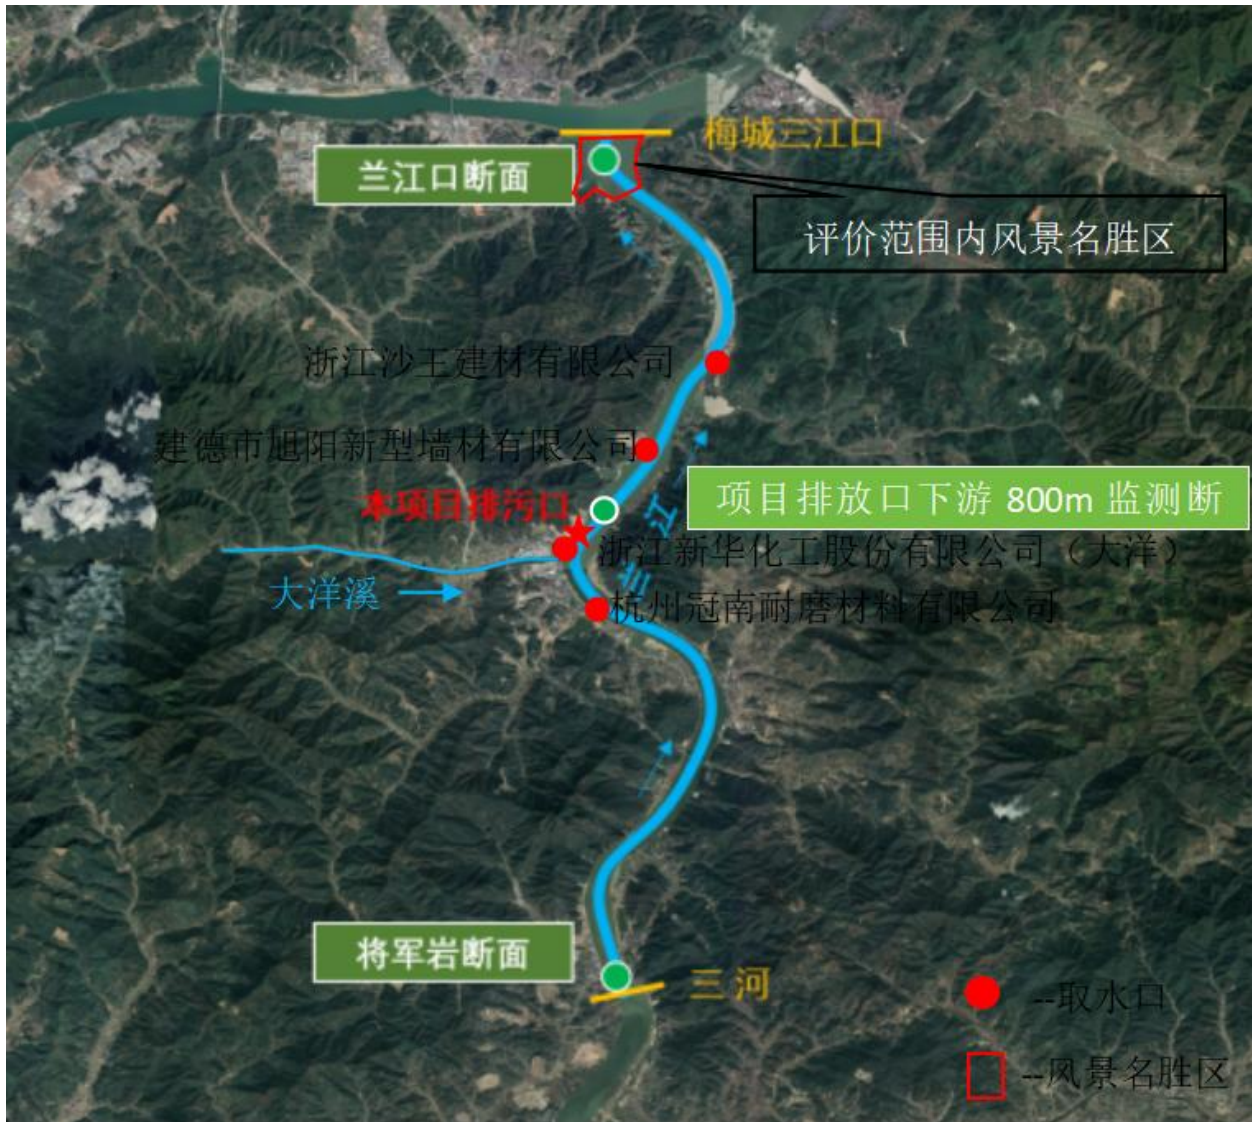 梅城三江口
兰江口断面
评价范围内风景名胜区
浙江沙王建材有限公司
建德市旭阳新型墙材有限公司
本项目排污口
项目排放口下游 800m 监测断
兰 江
浙江新华化工股份有限公司（大洋）
大洋溪
杭州冠南耐磨材料有限公司
将军岩断面
三河
--取水口
--风景名胜区